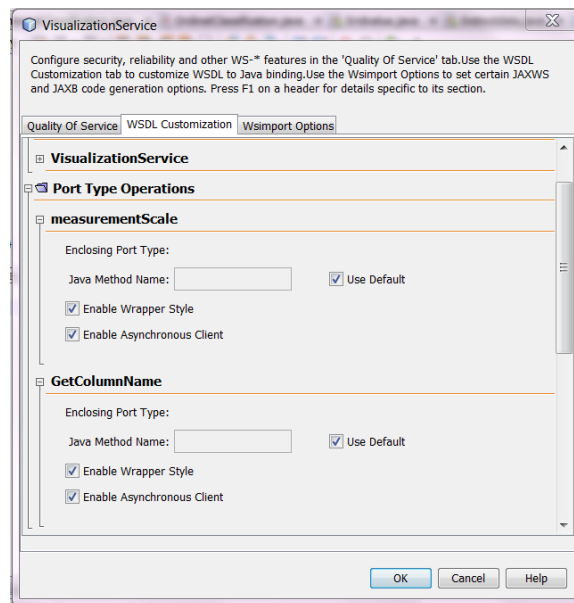 VisualizationService
Configure security, reliability and other WS-* features in the 'Quality Of Service' tab.Use the WSDL
Customization tab to customize WSDL to Java binding.Use the Wsimport Options to set certain JAXWS
and JAXB code generation options. Press F1 on a header for details specific to its section.
Quality Of Service WSDL Customization Wsimport Options
VisualizationService
Port Type Operations
measurementScale
Enclosing Port Type:
Java Method Name: Use Default
Enable Wrapper Style
Enable Asynchronous Client
GetColumnName
Enclosing Port Type:
Java Method Name: Use Default
Enable Wrapper Style
Enable Asynchronous Client
OK Cancel Help